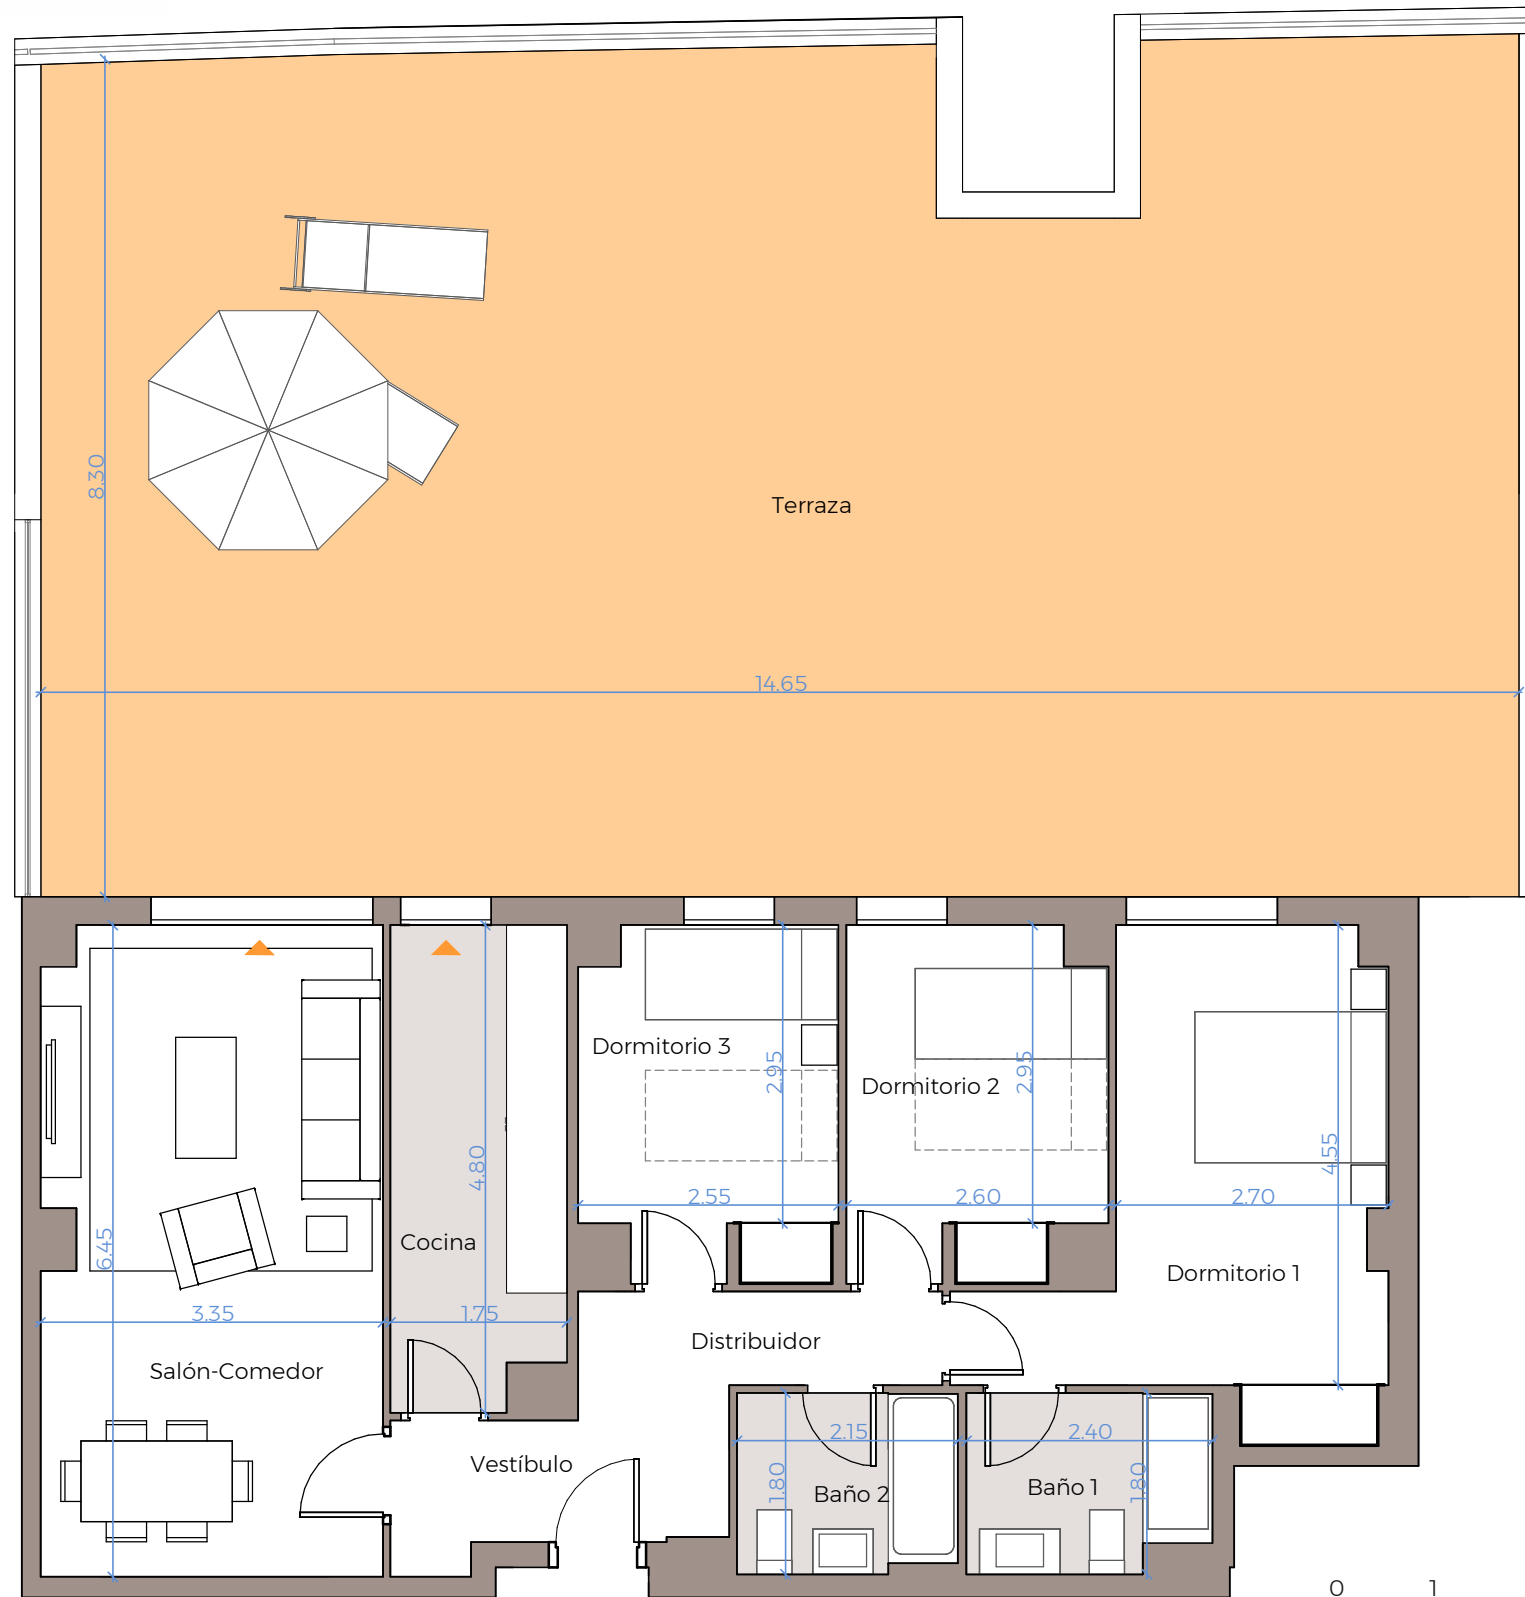 8.30
Terraza
14.65
Dormitorio 3
2.95
Dormitorio 2
2.95
4.55
4.80
2.55
2.60
2.70
6.45
Cocina
Dormitorio 1
3.35
1.75
Distribuidor
Salón-Comedor
2.15
2.40
Vestíbulo
1.80
Baño 2
Baño 1
1.80
0 1